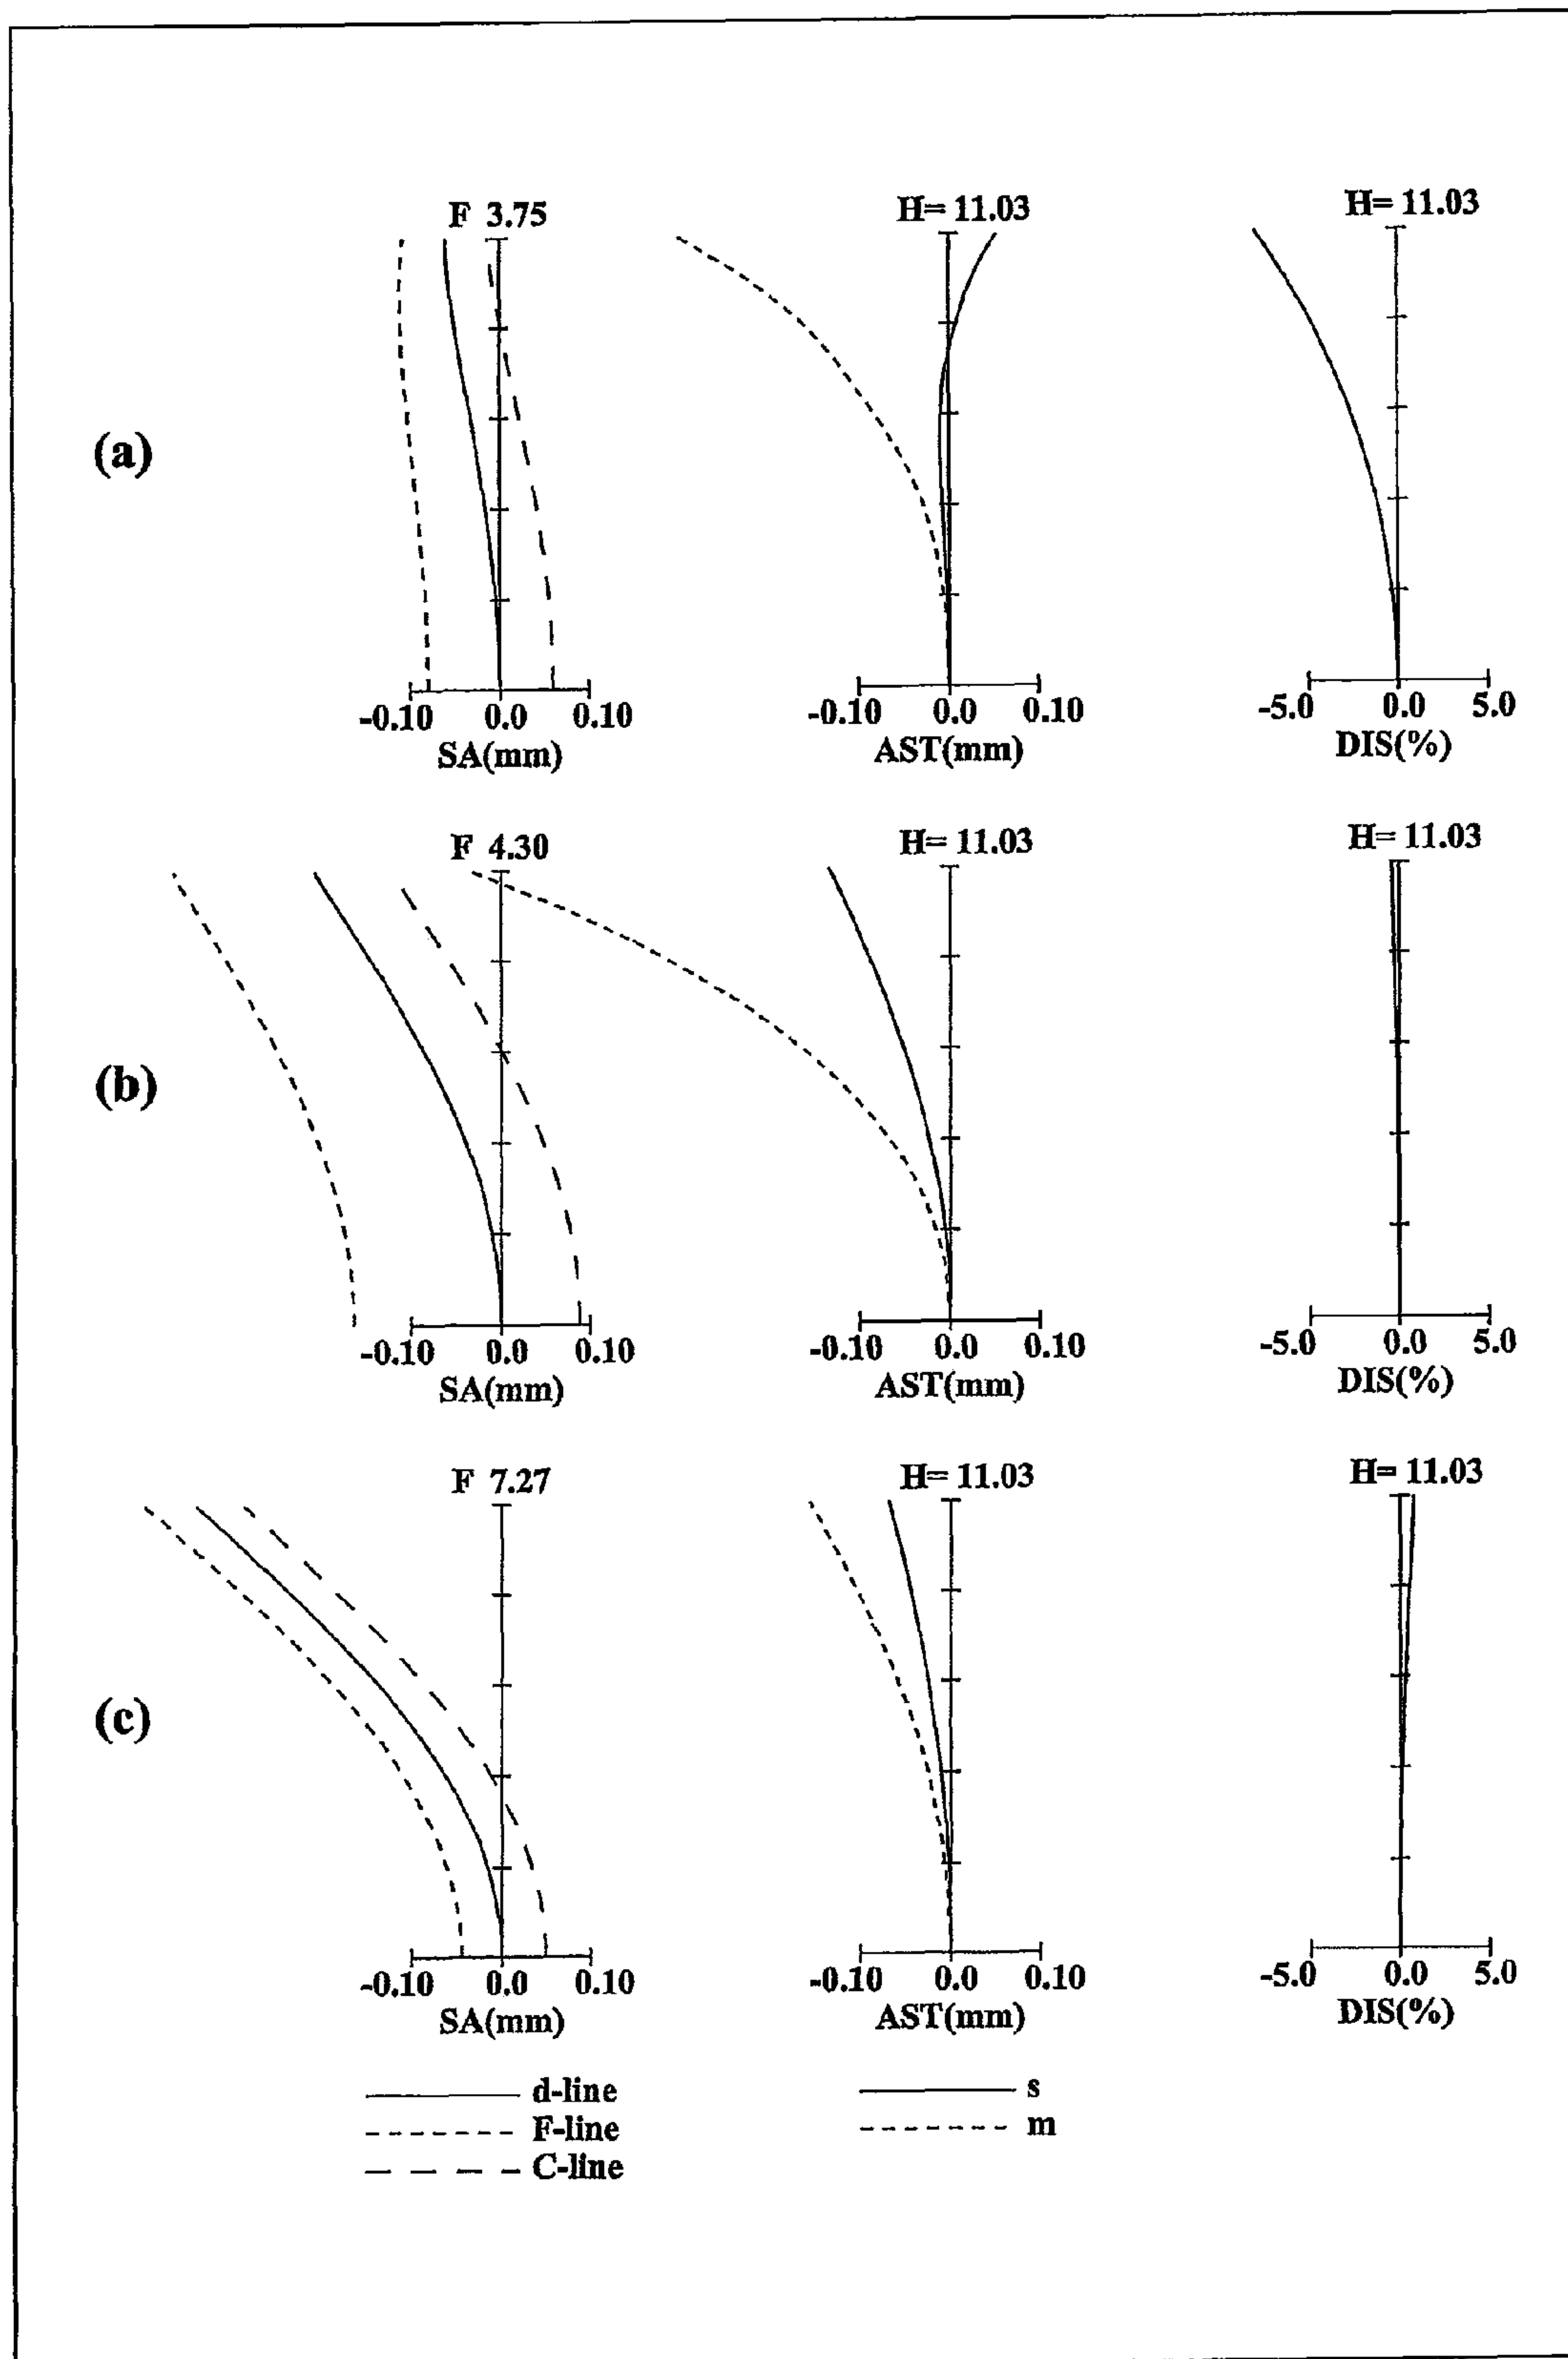 F 3.75
H= 11.03
H= 11.03
(a)
-0.10 0.0 0.10
SA(mm)
-0.10 0.0 0.10
AST(mm)
-5.0 0.0 5.0
DIS(%)
F 4.30
H= 11.03
H= 11.03
(b)
-0.10 0.0 0.10
SA(mm)
-0.10 0.0 0.10
AST(mm)
-5.0 0.0 5.0
DIS(%)
F 7.27
H= 11.03
H= 11.03
(c)
-0.10 0.0 0.10
SA(mm)
-0.10 0.0 0.10
AST(mm)
-5.0 0.0 5.0
DIS(%)
d-line
F-line
C-line
s
m